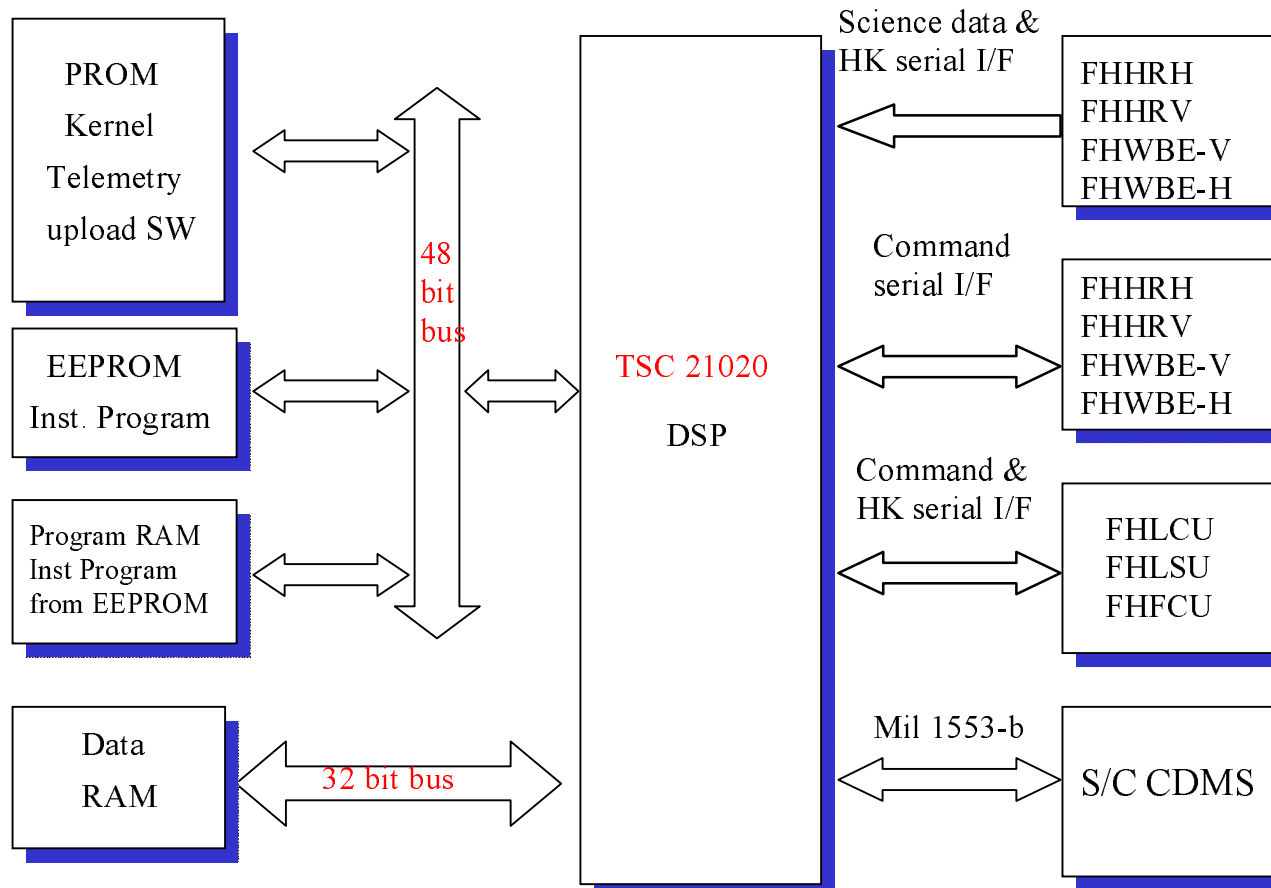 PROM
Kernel
Telemetry
upload SW
EEPROM
Inst. Program
Program RAM
Inst Program
from EEPROM
Data
RAM
48
bit
bus
32 bit bus
TSC 21020
DSP
Science data &
HK serial I/F
FHHRH
FHHRV
FHWBE-V
FHWBE-H
Command
serial I/F
FHHRH
FHHRV
FHWBE-V
FHWBE-H
Command &
HK serial I/F
FHLCU
FHLSU
FHFCU
Mil 1553-b
S/C CDMS